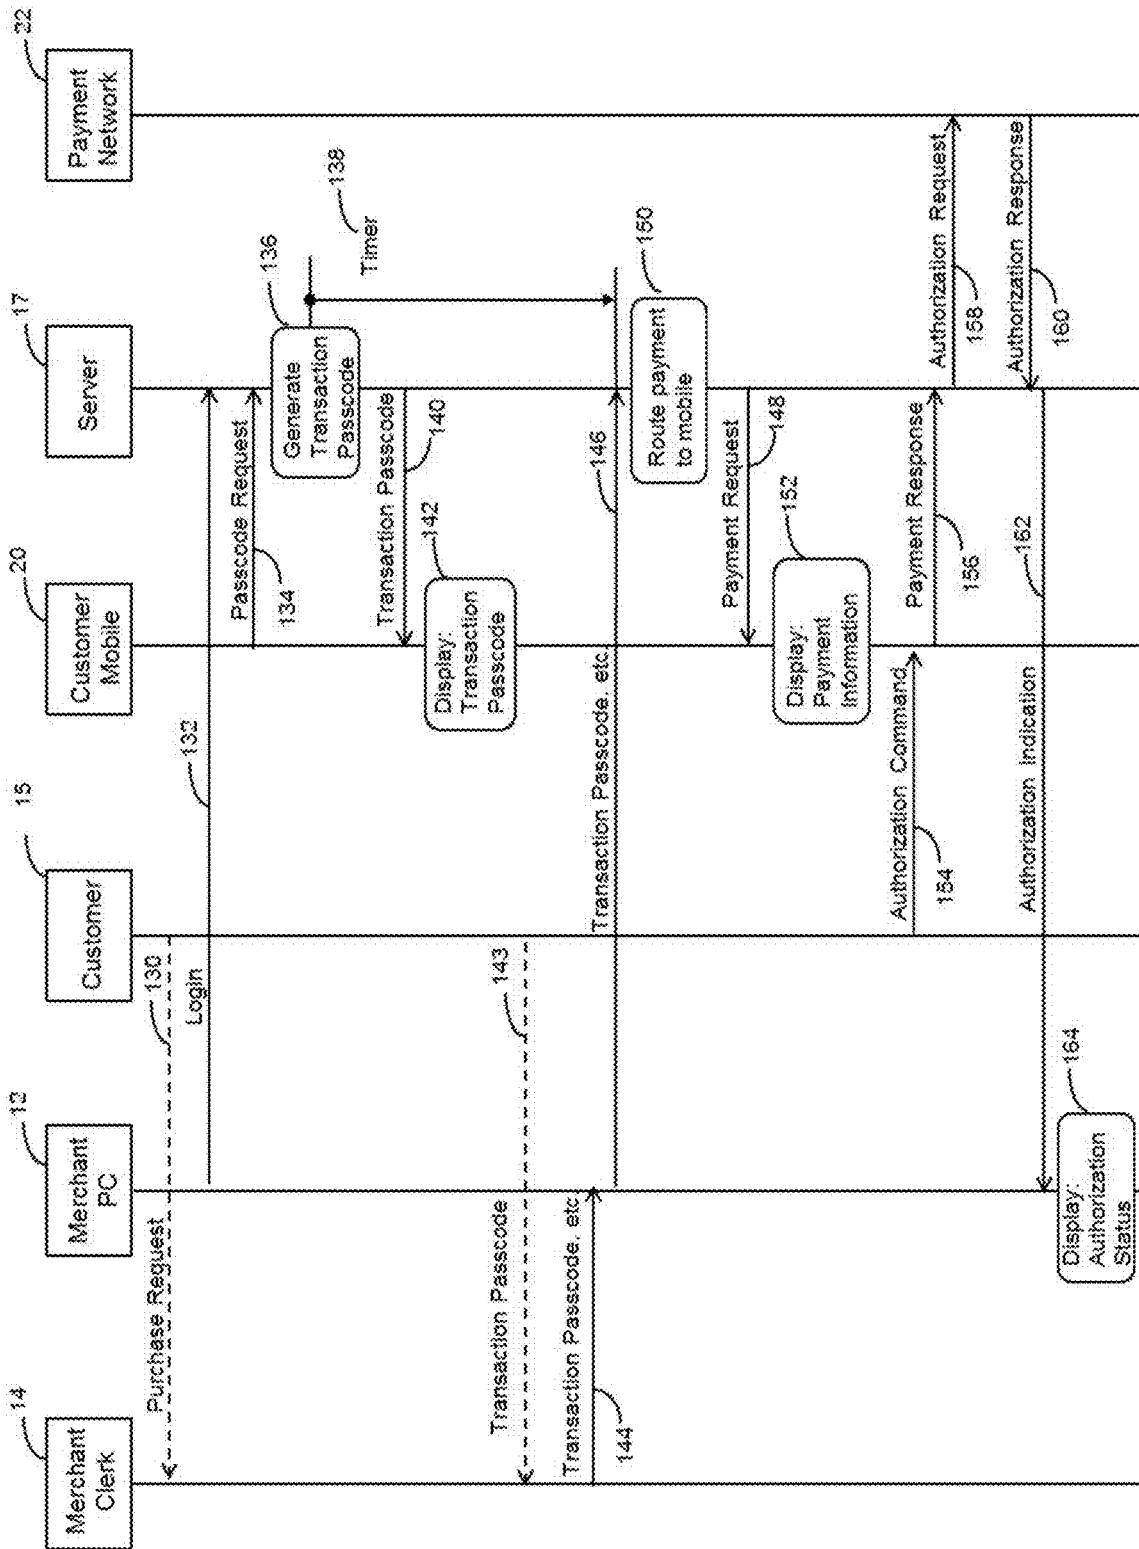 14
Merchant
Clerk
12
Merchant
PC
15
Customer
20
Customer
Mobile
17
Server
22
Payment
Network
Purchase Request
130
Login
132
Passcode Request
134
136
Generate
Transaction
Passcode
138
Timer
Transaction Passcode
140
142
Display:
Transaction
Passcode
Transaction Passcode
143
Transaction Passcode, etc
144
Transaction Passcode, etc
146
150
Route payment
to mobile
Payment Request
148
152
Display:
Payment
Information
Authorization Command
154
Payment Response
156
Authorization Request
158
Authorization Response
160
Authorization Indication
162
164
Display:
Authorization
Status